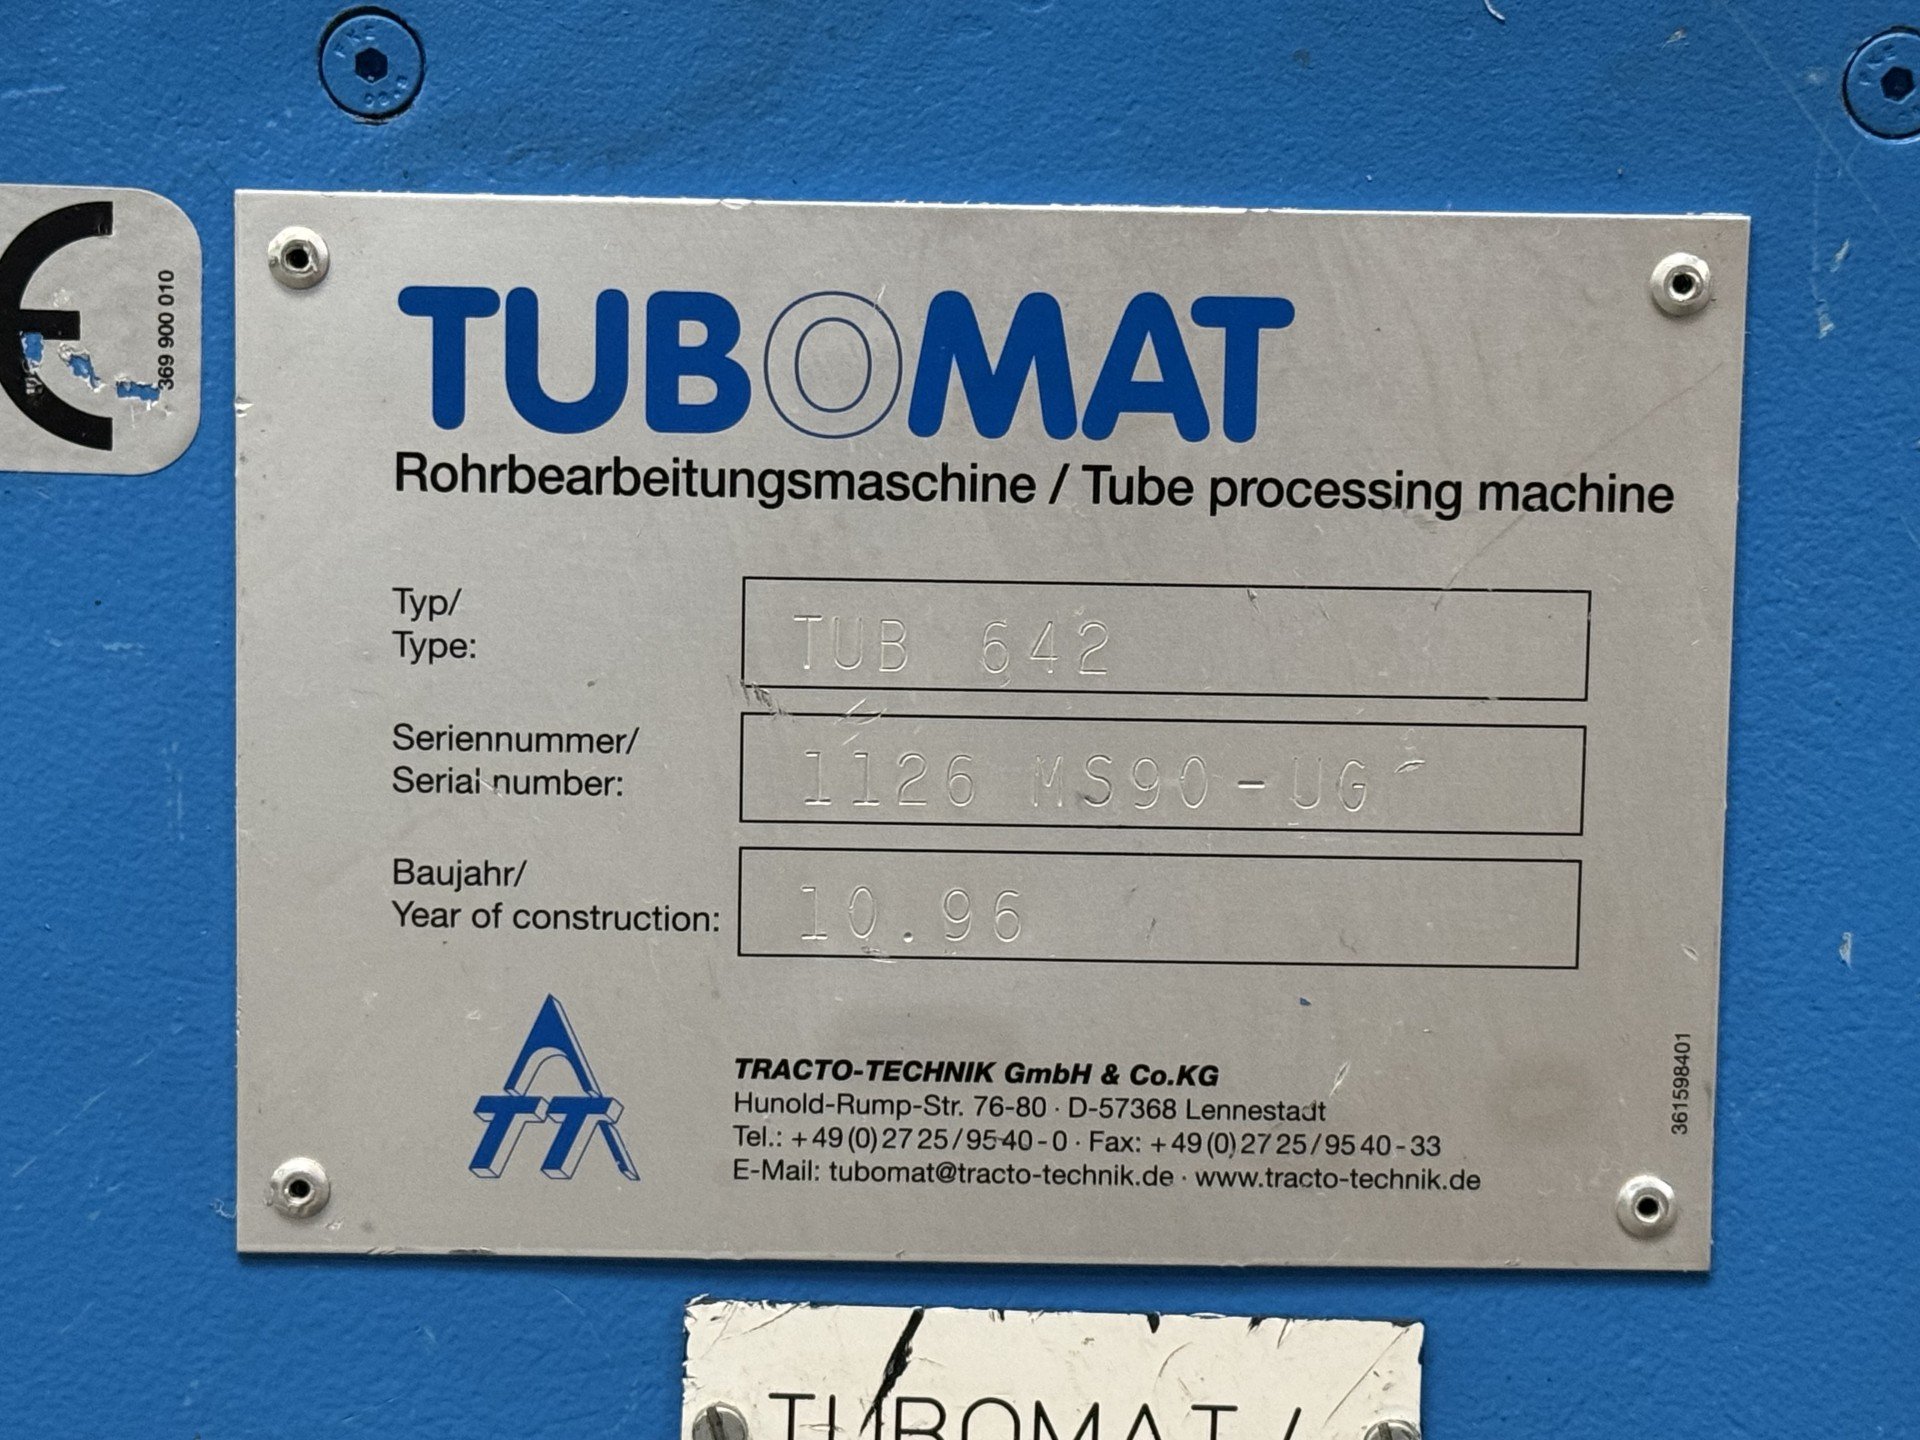 369 900 010
TUBOMAT
Rohrbearbeitungsmaschine / Tube processing machine
Typ/
Type:
TUB 642
Seriennummer/
Serial number:
1126 MS90-UG
Baujahr/
Year of construction:
10.96
TT
TRACTO-TECHNIK GmbH & Co.KG
Hunold-Rump-Str. 76-80 · D-57368 Lennestadt
Tel.: +49(0)2725/9540-0 · Fax: +49(0)2725/9540-33
E-Mail: tubomat@tracto-technik.de · www.tracto-technik.de
361598401
TUBOMAT /